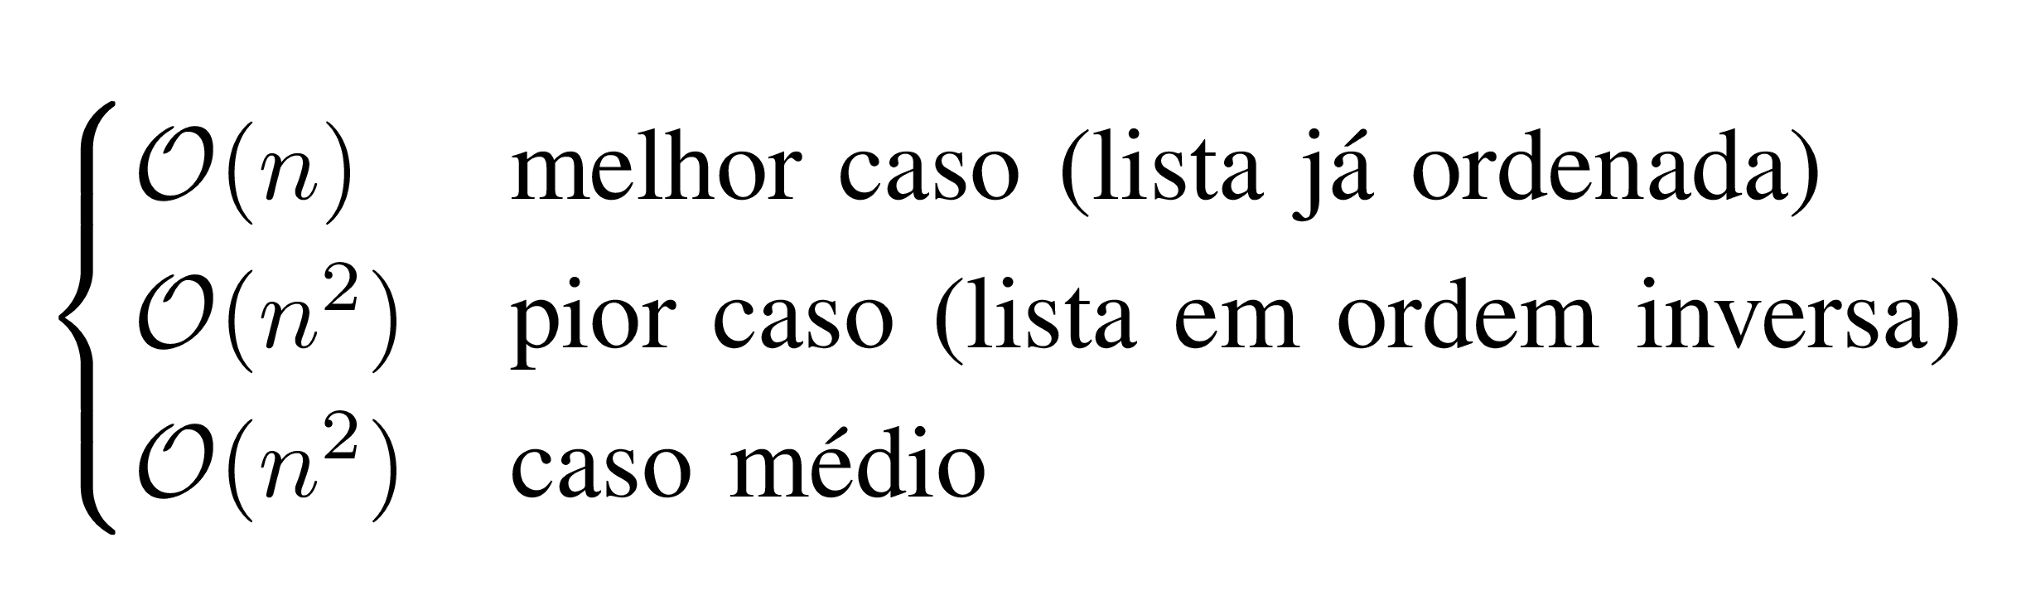 O(n) melhor caso (lista já ordenada)
O(n²) pior caso (lista em ordem inversa)
O(n²) caso médio